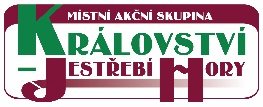 MÍSTNÍ AKČNÍ SKUPINA
KRÁLOVSTVÍ
-JESTŘEBÍ HORY